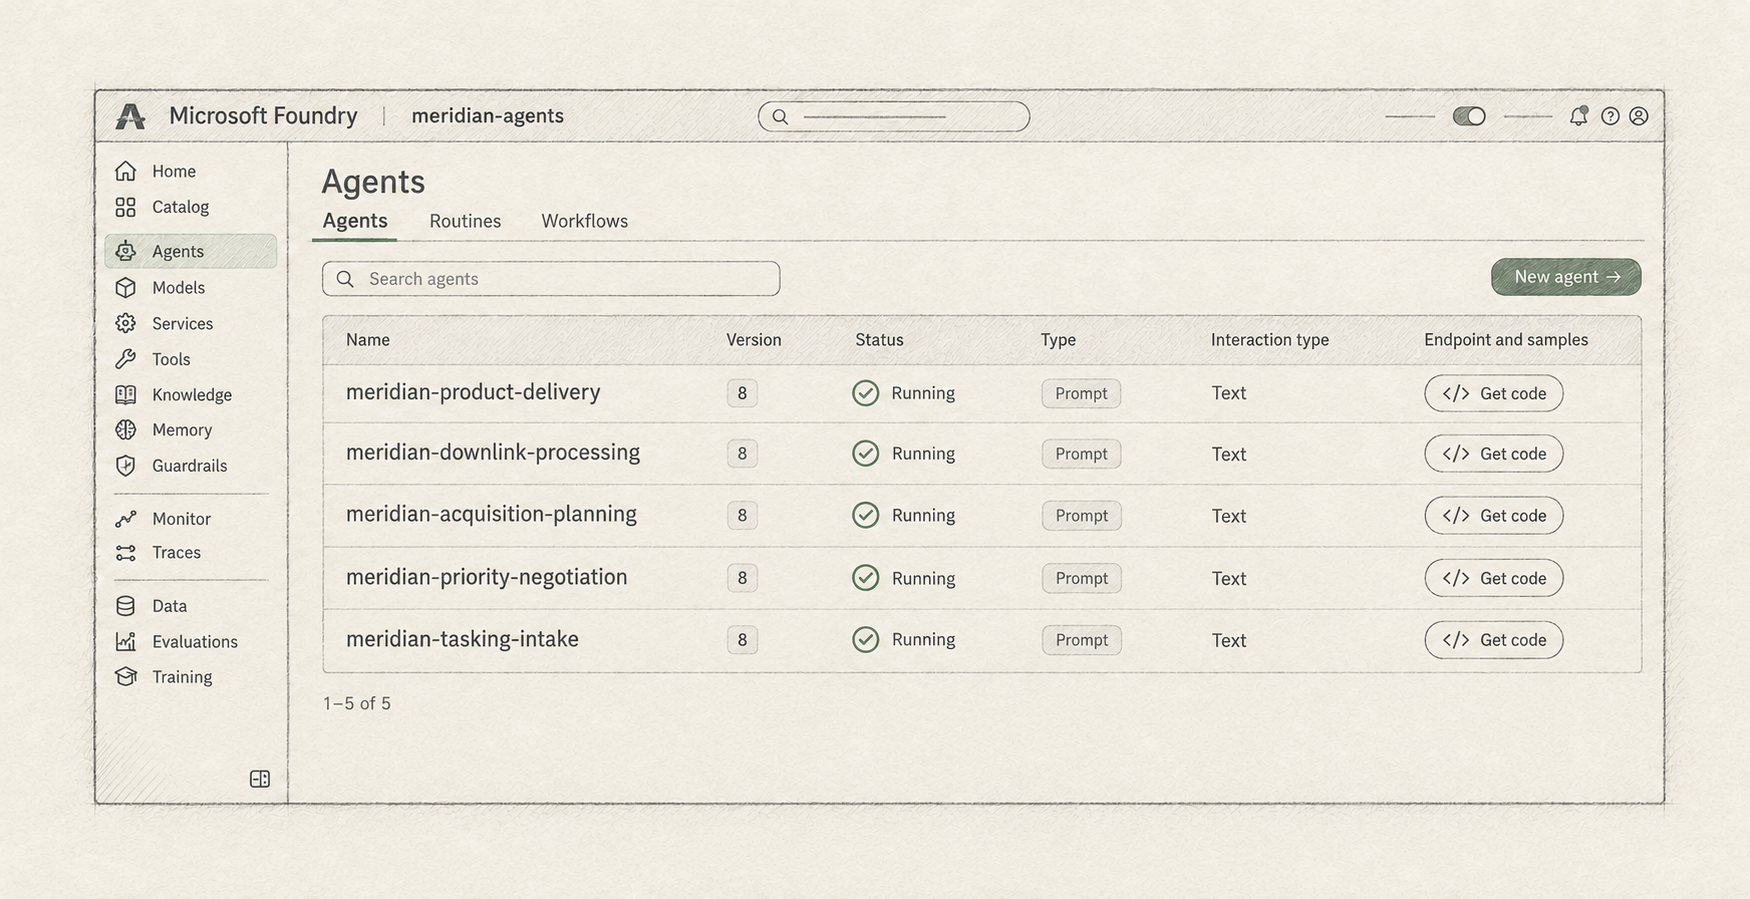 Microsoft Foundry | meridian-agents
Home
Catalog
Agents
Models
Services
Tools
Knowledge
Memory
Guardrails
Monitor
Traces
Data
Evaluations
Training
Agents
Agents Routines Workflows
Search agents
New agent →
Name Version Status Type Interaction type Endpoint and samples
meridian-product-delivery 8 Running Prompt Text </> Get code
meridian-downlink-processing 8 Running Prompt Text </> Get code
meridian-acquisition-planning 8 Running Prompt Text </> Get code
meridian-priority-negotiation 8 Running Prompt Text </> Get code
meridian-tasking-intake 8 Running Prompt Text </> Get code
1–5 of 5